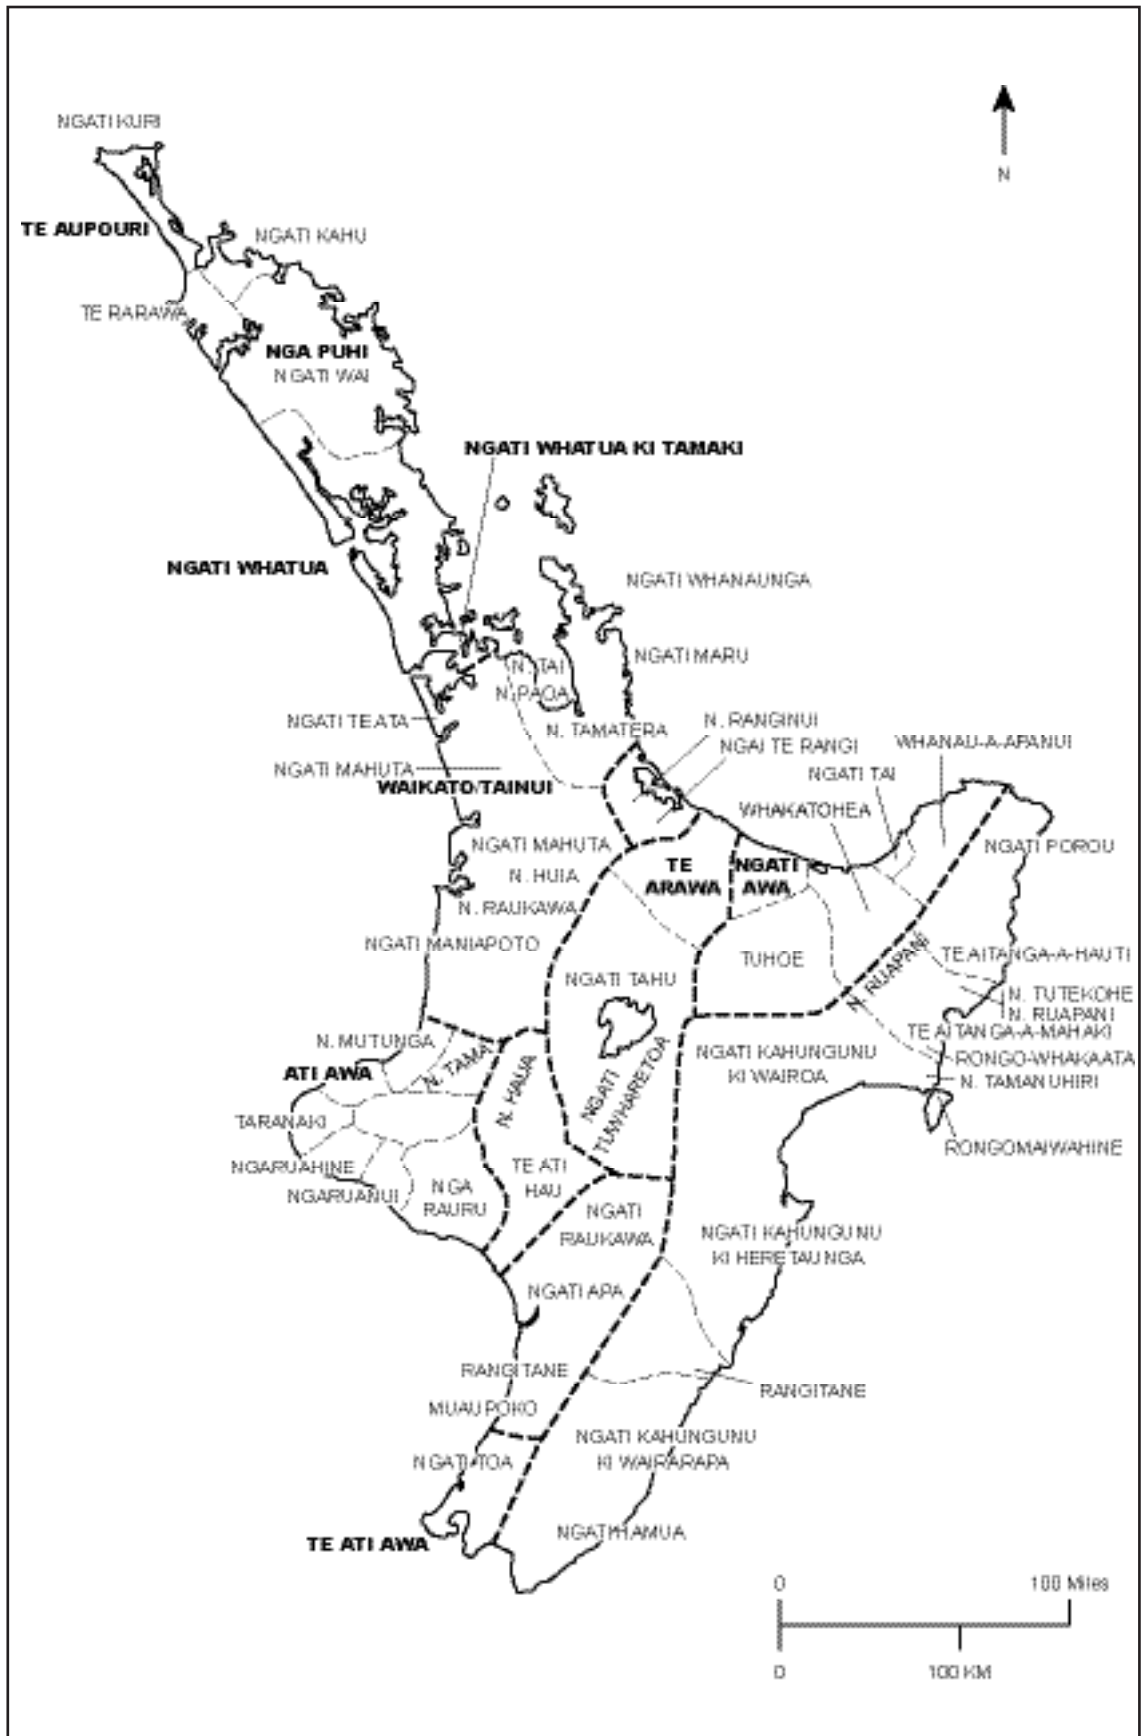 NGATI KURI
N
TE AUPOURI
NGATI KAHU
TE RARAWA
NGA PUHI
NGATI WAI
NGATI WHATUA KI TAMAKI
NGATI WHATUA
NGATI WHANAUNGA
NGATI MARU
N. TAI
N. PAOA
NGATI TE ATA
N. TAMATERA
N. RANGINUI
NGAI TE RANGI
WHANAU-A-APANUI
NGATI TAI
NGATI MAHUTA
WAIKATO/TAINUI
WHAKATOHEA
NGATI MAHUTA
NGATI POROU
TE
ARAWA
NGATI
AWA
N. HUIA
N. RAUKAWA
NGATI MANIAPOTO
TUHOE
N. RUAPANI
TE AITANGA-A-HAUTI
NGATI TAHU
N. TUTEKOHE
N. RUAPANI
TE AITANGA-A-MAHAKI
N. MUTUNGA
NGATI KAHUNGUNU
KI WAIROA
RONGO-WHAKAATA
N. TAMANUHIRI
ATI AWA
N. TAMA
N. HAUA
NGATI
TUWHARETOA
TARANAKI
RONGOMAIWAHINE
NGARUAHINE
NGARUANUI
NGA
RAURU
TE ATI
HAU
NGATI
RAUKAWA
NGATI KAHUNGUNU
KI HERETAUNGA
NGATI APA
RANGITANE
RANGITANE
MUAUPOKO
NGATI KAHUNGUNU
KI WAIRARAPA
NGATI TOA
NGATI HAMUA
TE ATI AWA
0
100 Miles
0
100 KM